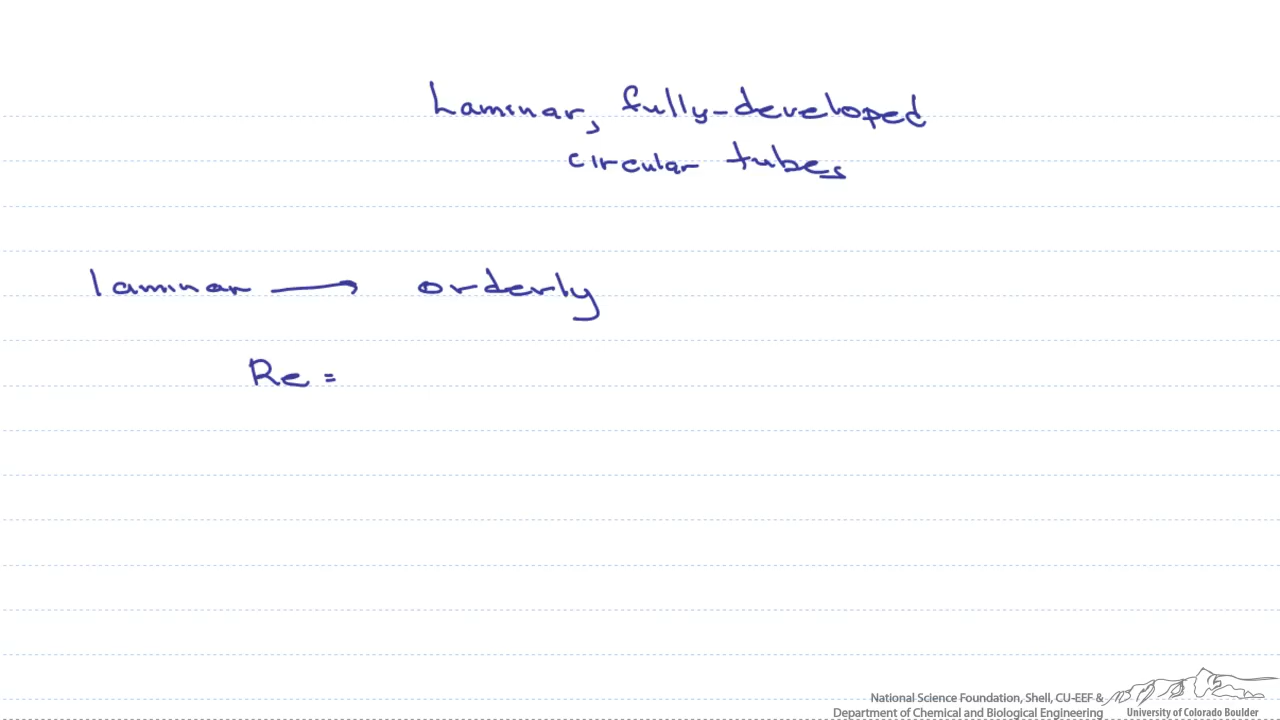 Laminar, fully-developed
circular tubes
laminar → orderly
Re =
National Science Foundation, Shell, CU-EEF &
Department of Chemical and Biological Engineering
University of Colorado Boulder